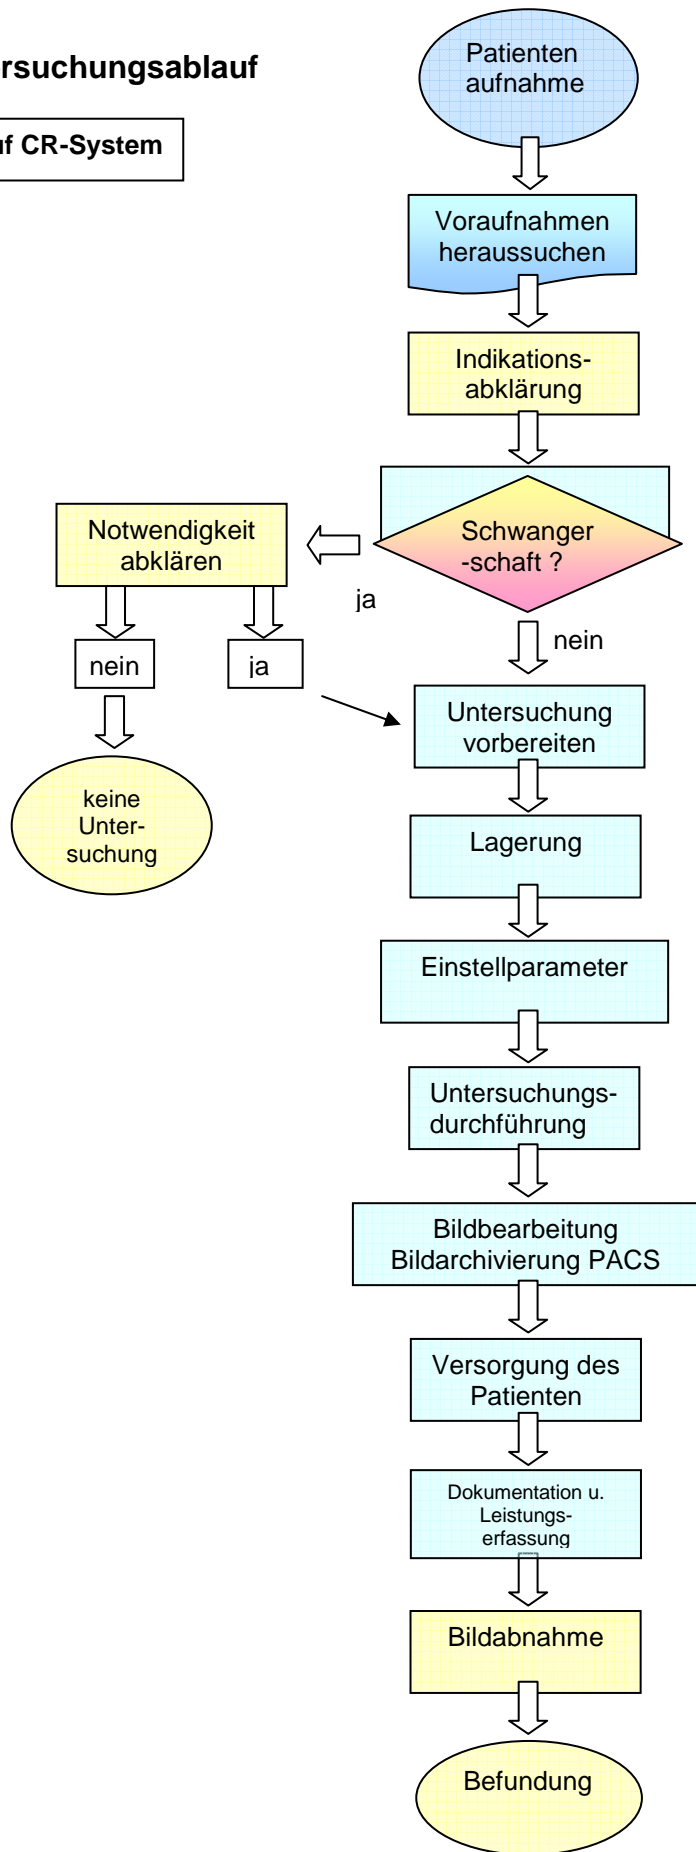 rsuchungsablauf
f CR-System
Patienten
aufnahme
Voraufnahmen
heraussuchen
Indikations-
abklärung
Schwanger
-schaft ?
ja
nein
Notwendigkeit
abklären
nein
ja
keine
Unter-
suchung
Untersuchung
vorbereiten
Lagerung
Einstellparameter
Untersuchungs-
durchführung
Bildbearbeitung
Bildarchivierung PACS
Versorgung des
Patienten
Dokumentation u.
Leistungs-
erfassung
Bildabnahme
Befundung